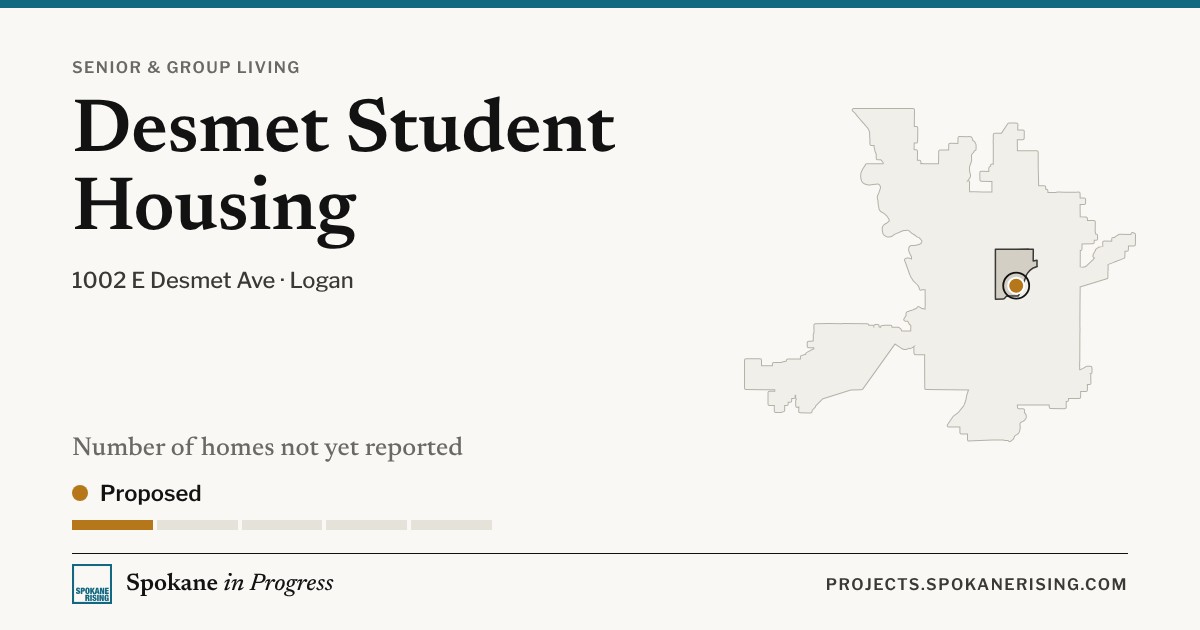 SENIOR & GROUP LIVING
Desmet Student
Housing
1002 E Desmet Ave · Logan
Number of homes not yet reported
Proposed
SPOKANE
RISING
Spokane in Progress
PROJECTS.SPOKANERISING.COM